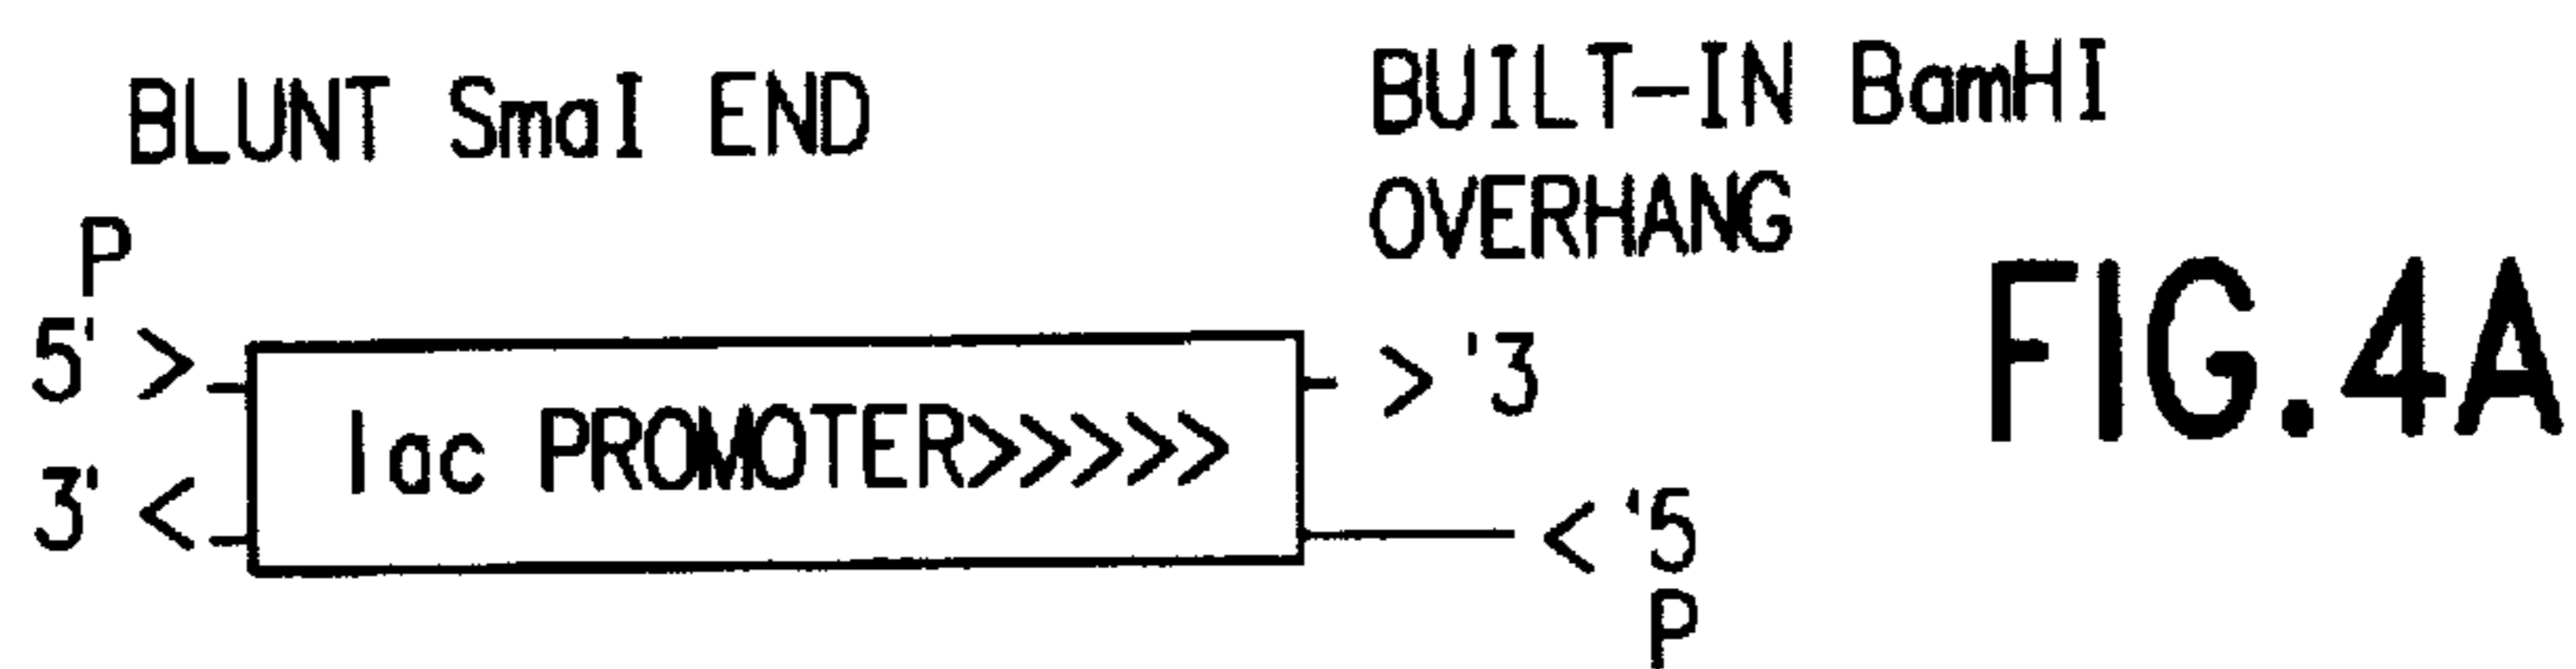 BLUNT SmaI END
BUILT-IN BamHI
OVERHANG
P
5' > > '3
lac PROMOTER>>>>>
3' < < '5
P
FIG.4A